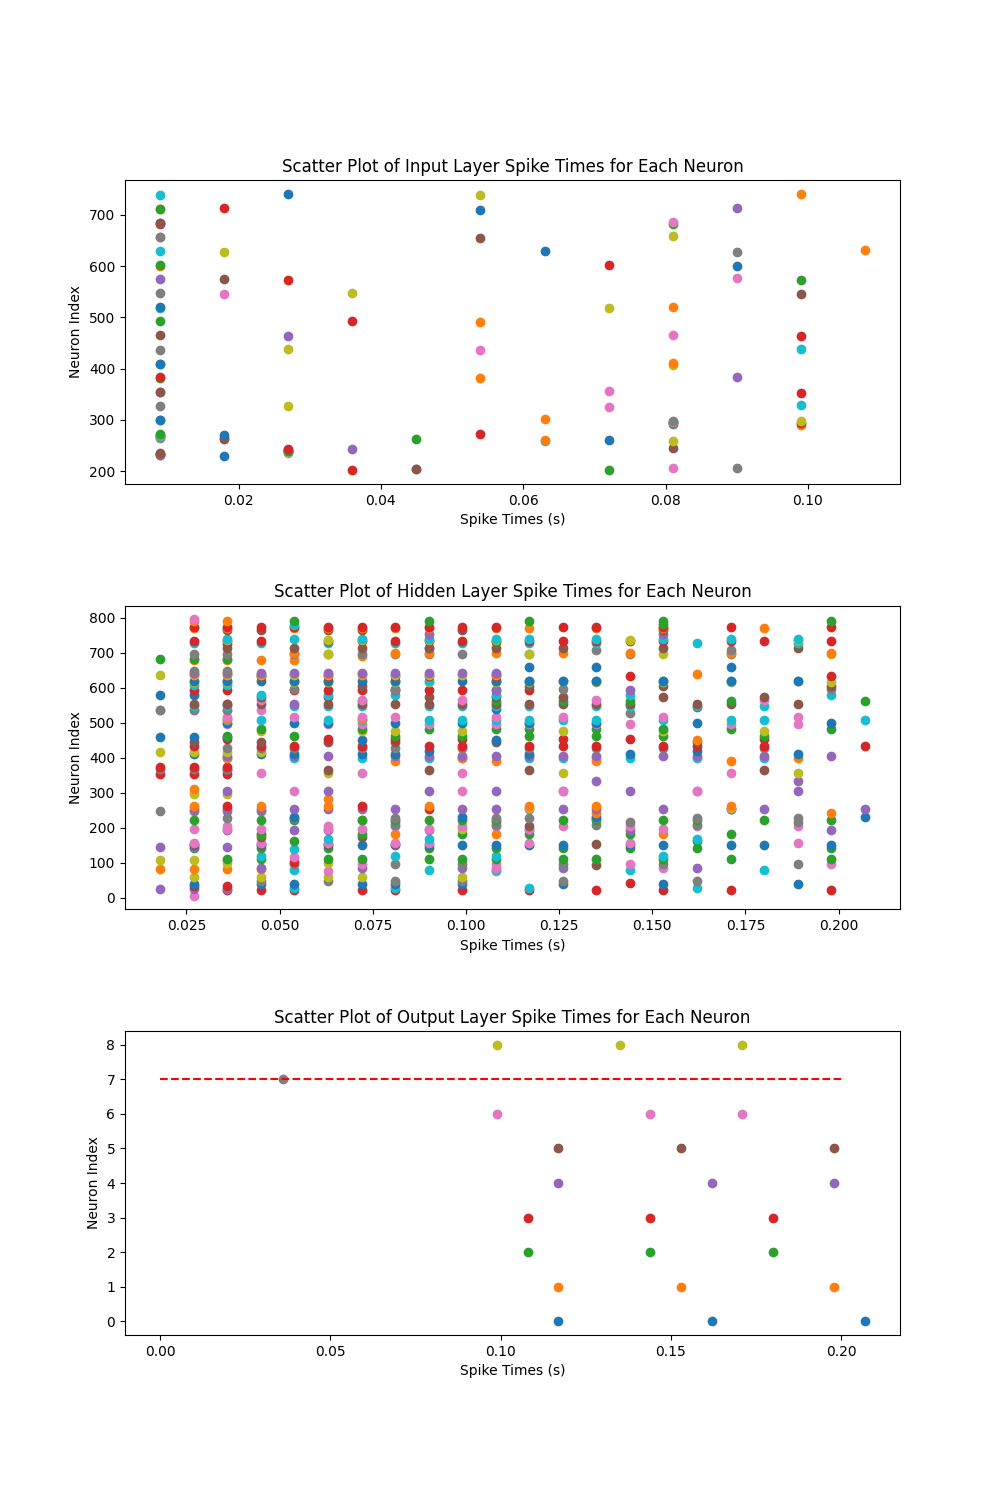 Scatter Plot of Input Layer Spike Times for Each Neuron
Neuron Index
700
600
500
400
300
200
0.02 0.04 0.06 0.08 0.10
Spike Times (s)
Scatter Plot of Hidden Layer Spike Times for Each Neuron
Neuron Index
800
700
600
500
400
300
200
100
0
0.025 0.050 0.075 0.100 0.125 0.150 0.175 0.200
Spike Times (s)
Scatter Plot of Output Layer Spike Times for Each Neuron
Neuron Index
8
7
6
5
4
3
2
1
0
0.00 0.05 0.10 0.15 0.20
Spike Times (s)